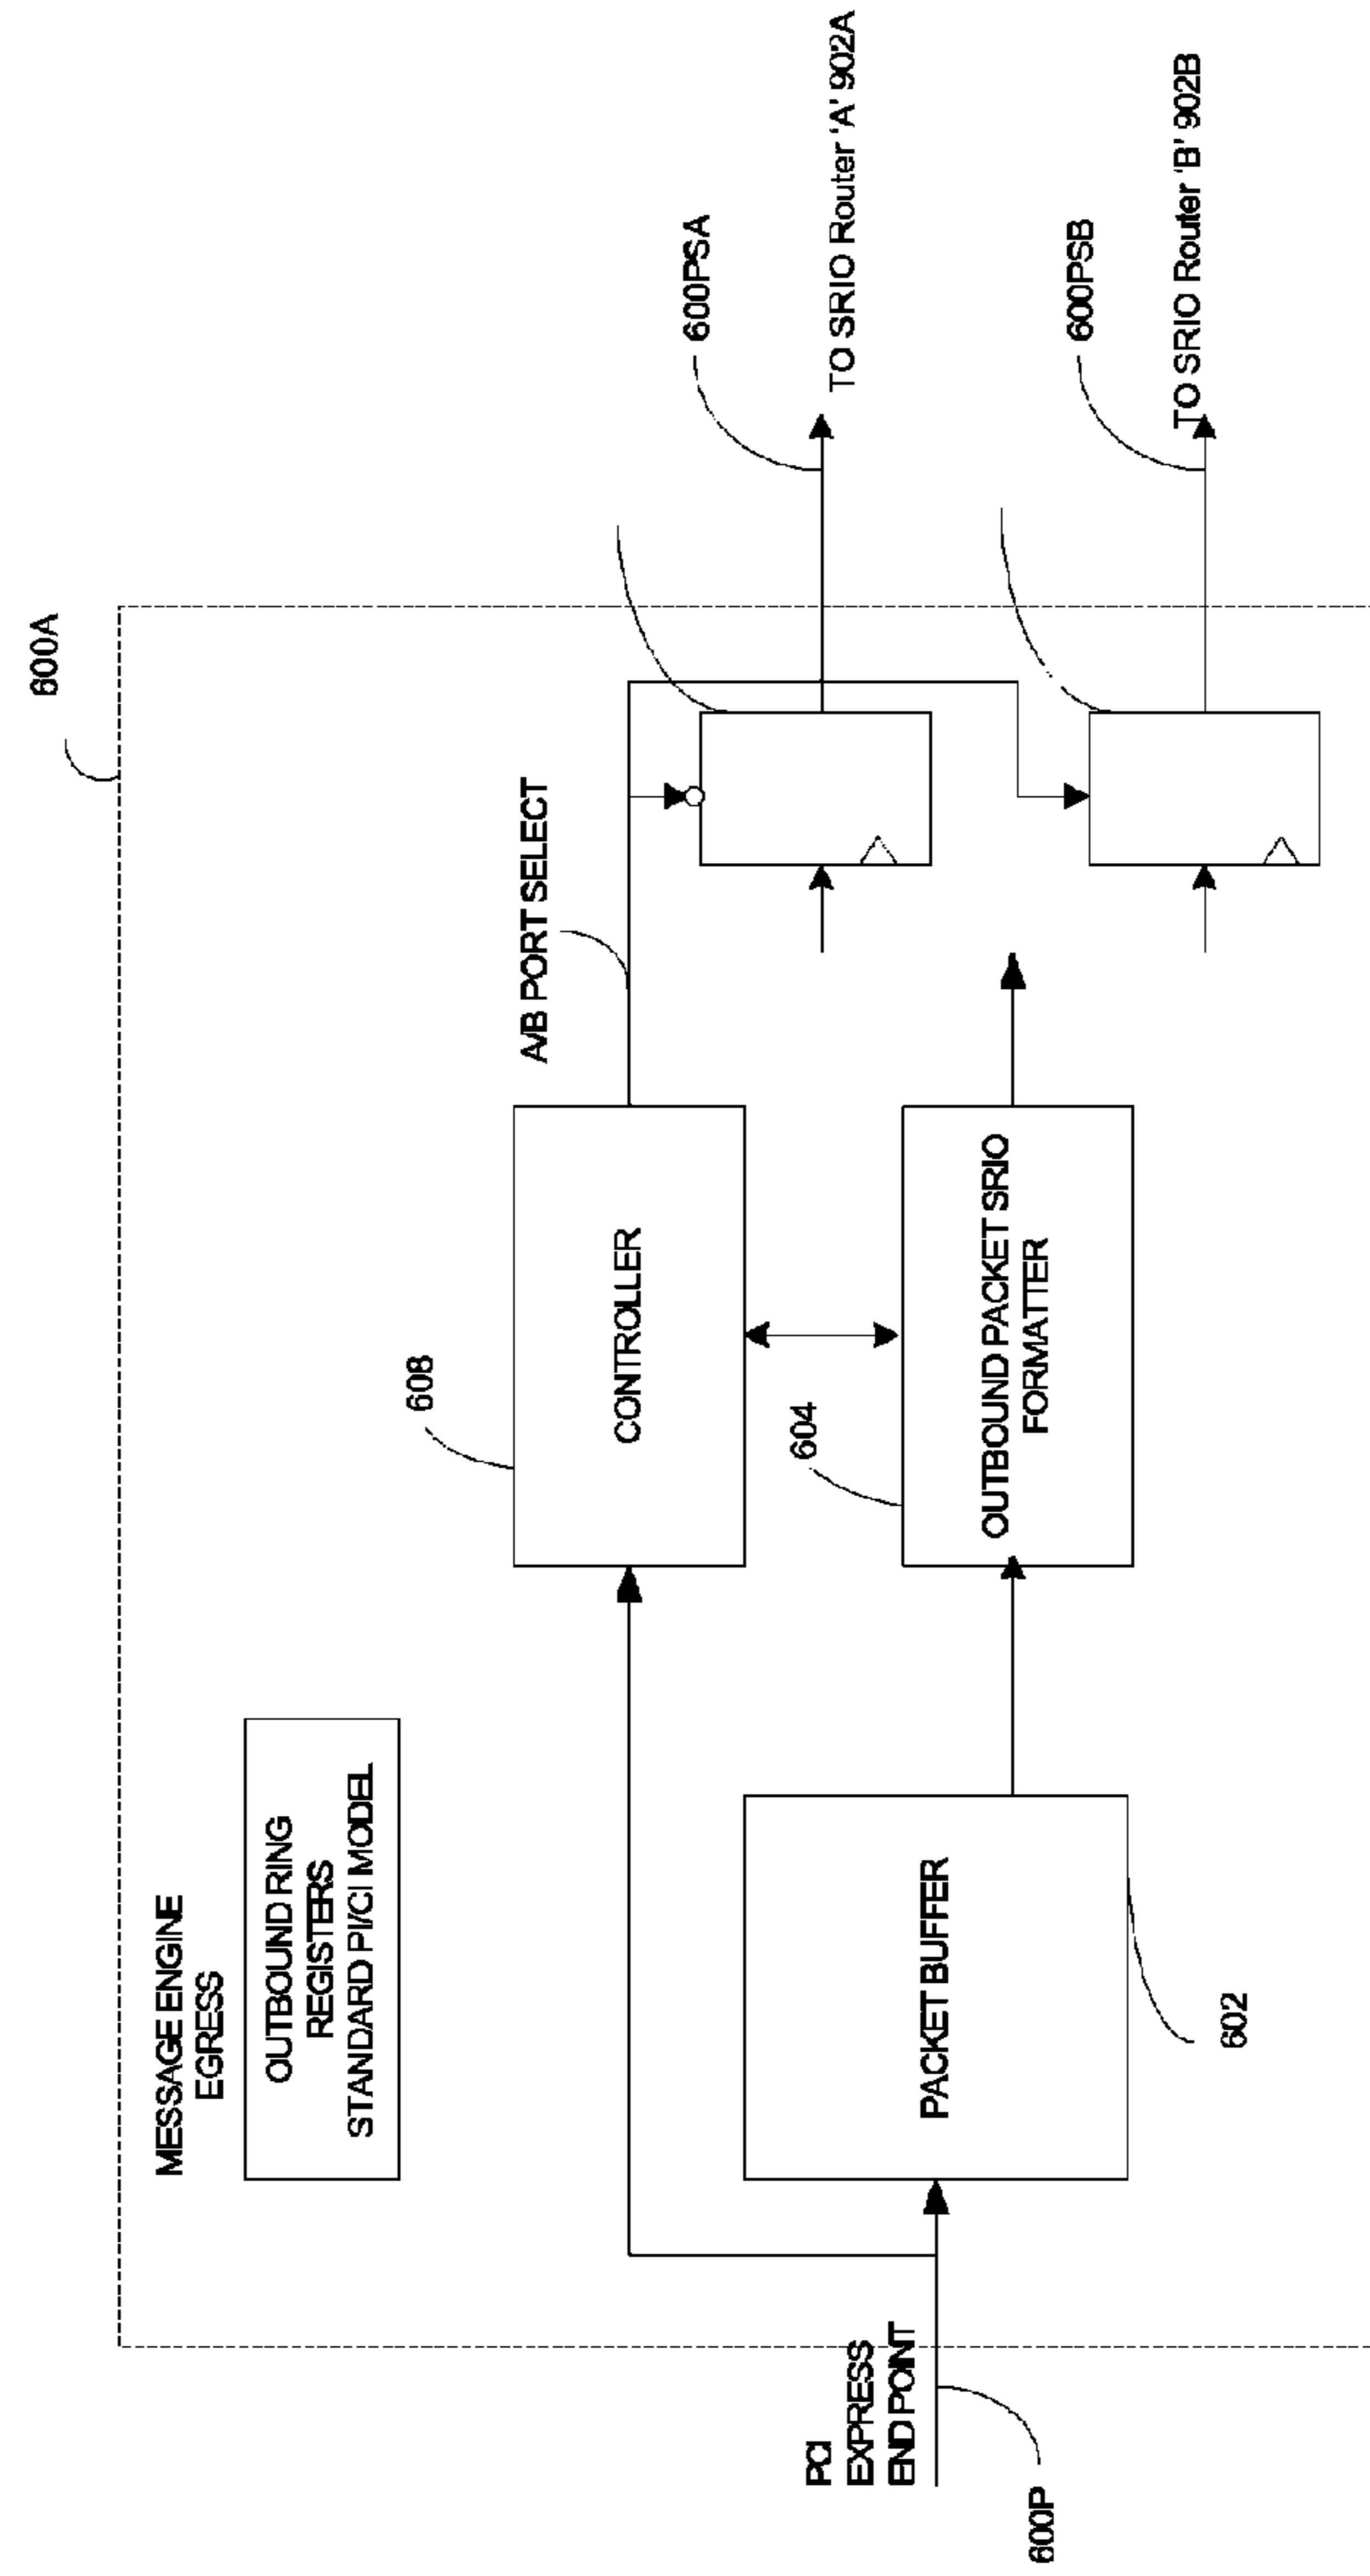 600A
MESSAGE ENGINE
EGRESS
OUTBOUND RING
REGISTERS
STANDARD PI/CI MODEL
608
CONTROLLER
A/B PORT SELECT
600PSA
TO SRIO Router 'A' 902A
PCI
EXPRESS
END POINT
600P
PACKET BUFFER
602
604
OUTBOUND PACKET SRIO
FORMATTER
600PSB
TO SRIO Router 'B' 902B